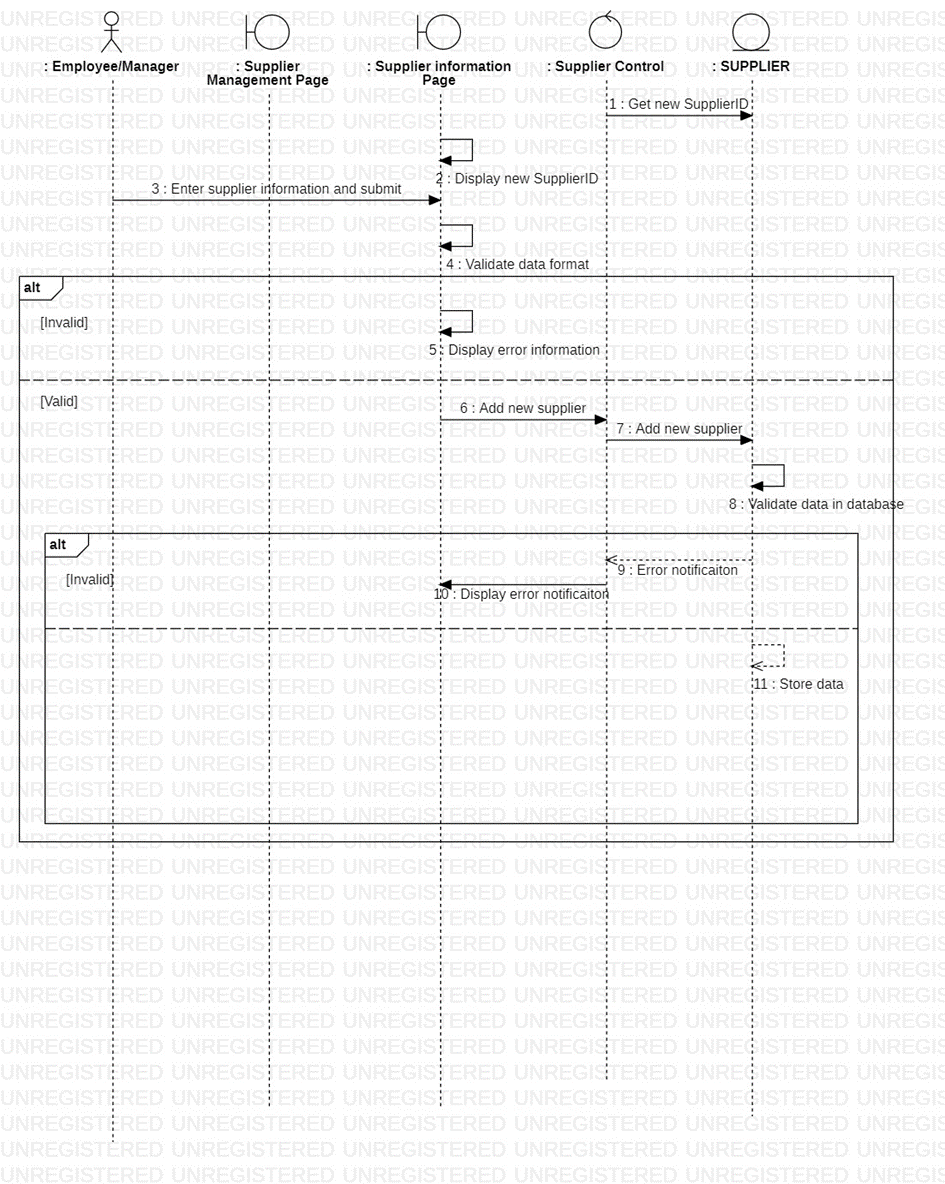 : Employee/Manager
: Supplier
Management Page
: Supplier information
Page
: Supplier Control
: SUPPLIER
1 : Get new SupplierID
2 : Display new SupplierID
3 : Enter supplier information and submit
4 : Validate data format
alt
[Invalid]
5 : Display error information
[Valid]
6 : Add new supplier
7 : Add new supplier
8 : Validate data in database
alt
9 : Error notificaiton
[Invalid]
10 : Display error notificaiton
11 : Store data
UNREGISTERED